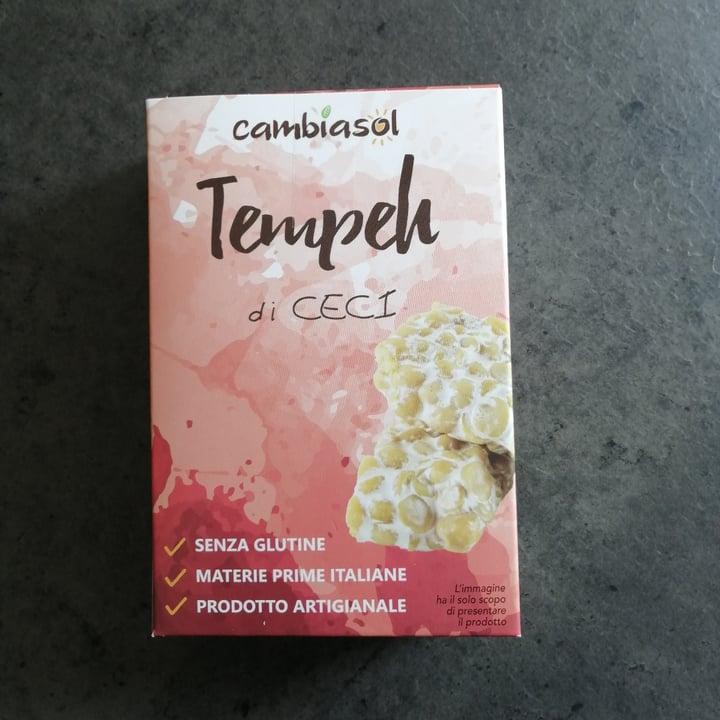 cambiasol
Tempeh
di CECI
SENZA GLUTINE
MATERIE PRIME ITALIANE
PRODOTTO ARTIGIANALE
L'immagine
ha il solo scopo
di presentare
il prodotto